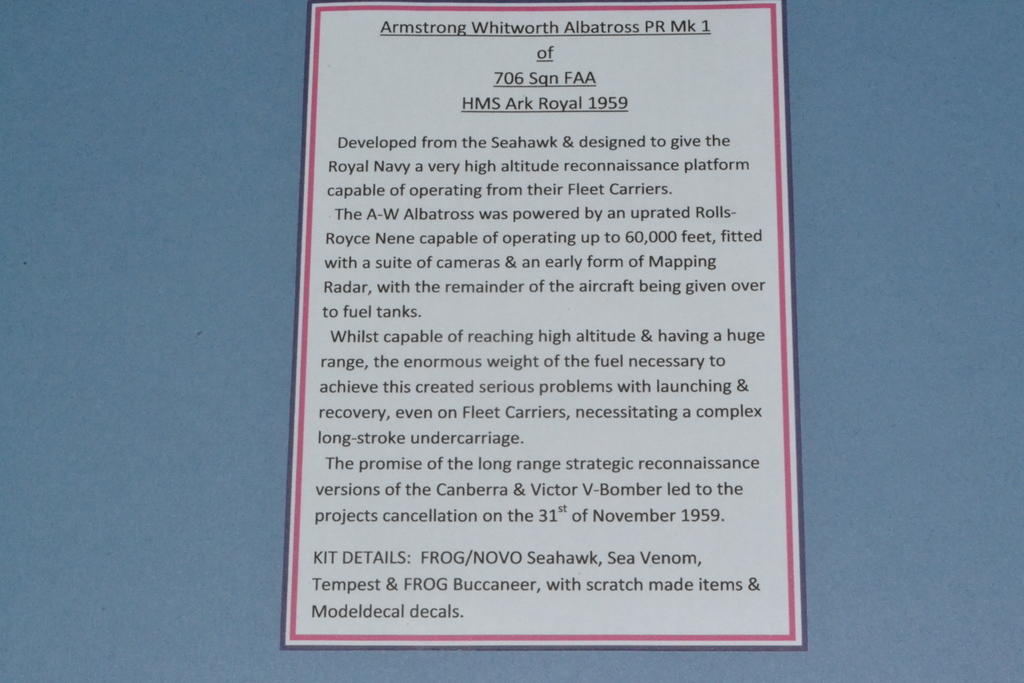 Armstrong Whitworth Albatross PR Mk 1
of
706 Sqn FAA
HMS Ark Royal 1959
Developed from the Seahawk & designed to give the
Royal Navy a very high altitude reconnaissance platform
capable of operating from their Fleet Carriers.
The A-W Albatross was powered by an uprated Rolls-
Royce Nene capable of operating up to 60,000 feet, fitted
with a suite of cameras & an early form of Mapping
Radar, with the remainder of the aircraft being given over
to fuel tanks.
Whilst capable of reaching high altitude & having a huge
range, the enormous weight of the fuel necessary to
achieve this created serious problems with launching &
recovery, even on Fleet Carriers, necessitating a complex
long-stroke undercarriage.
The promise of the long range strategic reconnaissance
versions of the Canberra & Victor V-Bomber led to the
projects cancellation on the 31st of November 1959.
KIT DETAILS: FROG/NOVO Seahawk, Sea Venom,
Tempest & FROG Buccaneer, with scratch made items &
Modeldecal decals.